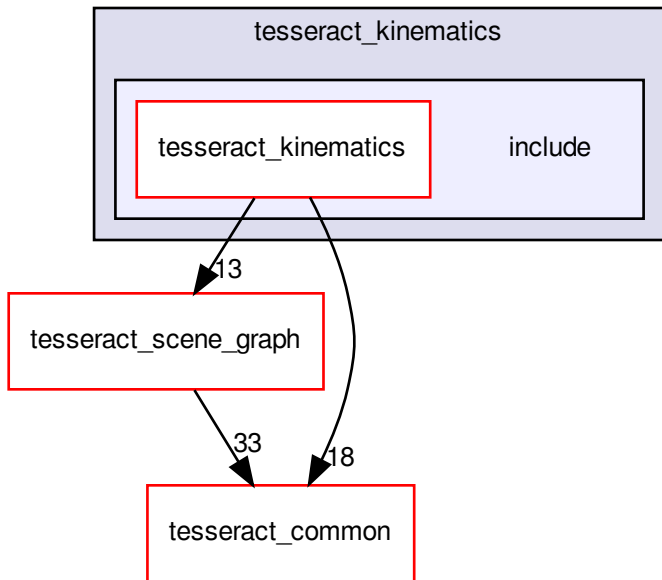 tesseract_kinematics
tesseract_kinematics
include
13
tesseract_scene_graph
33
18
tesseract_common